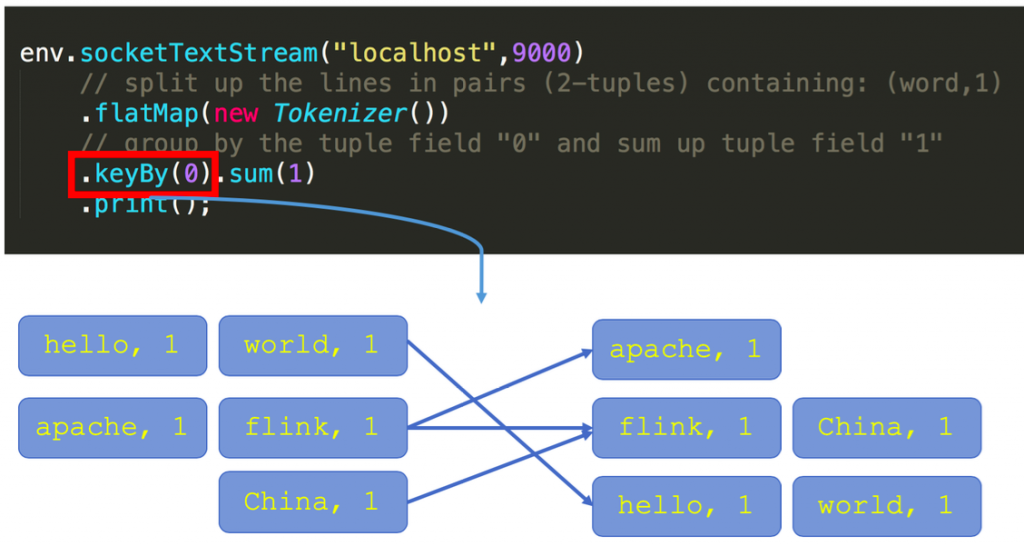 env.socketTextStream("localhost",9000)
// split up the lines in pairs (2-tuples) containing: (word,1)
.flatMap(new Tokenizer())
// group by the tuple field "0" and sum up tuple field "1"
.keyBy(0).sum(1)
.print();
hello, 1
world, 1
apache, 1
apache, 1
flink, 1
flink, 1
China, 1
China, 1
hello, 1
world, 1